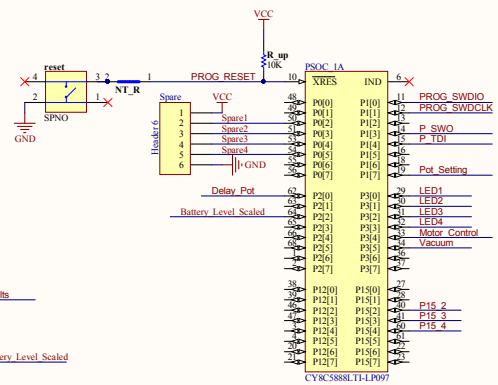 VCC
reset
R_up
10K
PSOC_1A
4
3
2
NT_R
1
PROG_RESET
10
XRES
IND
6
2
1
SPNO
GND
Spare
VCC
Header 6
1
2
3
4
5
6
Spare1
Spare2
Spare3
Spare4
GND
48
P0[0]
P0[1]
P0[2]
P0[3]
P0[4]
P0[5]
P0[6]
P0[7]
P1[0]
P1[1]
P1[2]
P1[3]
P1[4]
P1[5]
P1[6]
P1[7]
11
PROG_SWDIO
PROG_SWDCLK
P_SWO
P_TDI
Pot_Setting
Delay_Pot
Battery_Level_Scaled
62
P2[0]
P2[1]
P2[2]
P2[3]
P2[4]
P2[5]
P2[6]
P2[7]
P3[0]
P3[1]
P3[2]
P3[3]
P3[4]
P3[5]
P3[6]
P3[7]
29
LED1
LED2
LED3
LED4
Motor_Control
Vacuum
38
P12[0]
P12[1]
P12[2]
P12[3]
P12[4]
P12[5]
P12[6]
P12[7]
P15[0]
P15[1]
P15[2]
P15[3]
P15[4]
P15[5]
P15[6]
P15[7]
27
P15_2
P15_3
P15_4
CY8C5888LTI-LP097
lts
ery_Level_Scaled